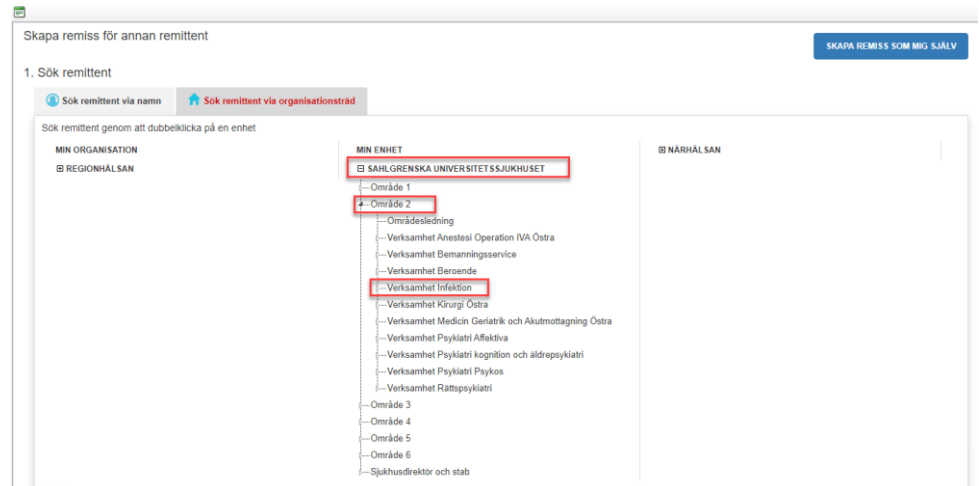 Skapa remiss för annan remittent
SKAPA REMISS SOM MIG SJÄLV
1. Sök remittent
Sök remittent via namn
Sök remittent via organisationsträd
Sök remittent genom att dubbelklicka på en enhet
MIN ORGANISATION
REGIONHÄLSAN
MIN ENHET
SAHLGRENSKA UNIVERSITETSSJUKHUSET
Område 1
Område 2
Områdesledning
Verksamhet Anestesi Operation IVA Östra
Verksamhet Bemanningsservice
Verksamhet Beroende
Verksamhet Infektion
Verksamhet Kirurgi Östra
Verksamhet Medicin Geriatrik och Akutmottagning Östra
Verksamhet Psykiatri Affektiva
Verksamhet Psykiatri kognition och äldrepsykiatri
Verksamhet Psykiatri Psykos
Verksamhet Rättspsykiatri
Område 3
Område 4
Område 5
Område 6
Sjukhusdirektör och stab
NÄRHÄLSAN